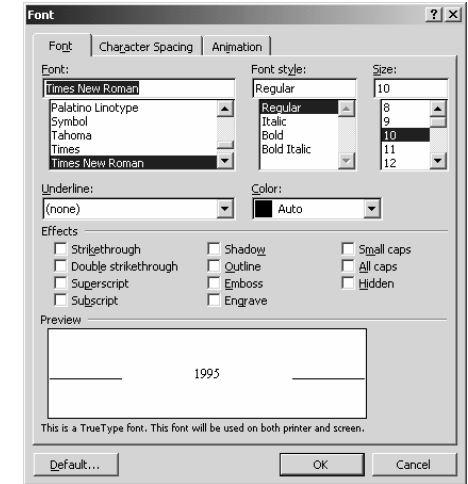 Font
Font Character Spacing Animation
Font: Font style: Size:
Times New Roman Regular 10
Palatino Linotype Regular 8
Symbol Italic 9
Tahoma Bold 10
Times Bold Italic 11
Times New Roman 12
Underline: Color:
(none) Auto
Effects
Strikethrough Shadow Small caps
Double strikethrough Outline All caps
Superscript Emboss Hidden
Subscript Engrave
Preview
1995
This is a TrueType font. This font will be used on both printer and screen.
Default... OK Cancel